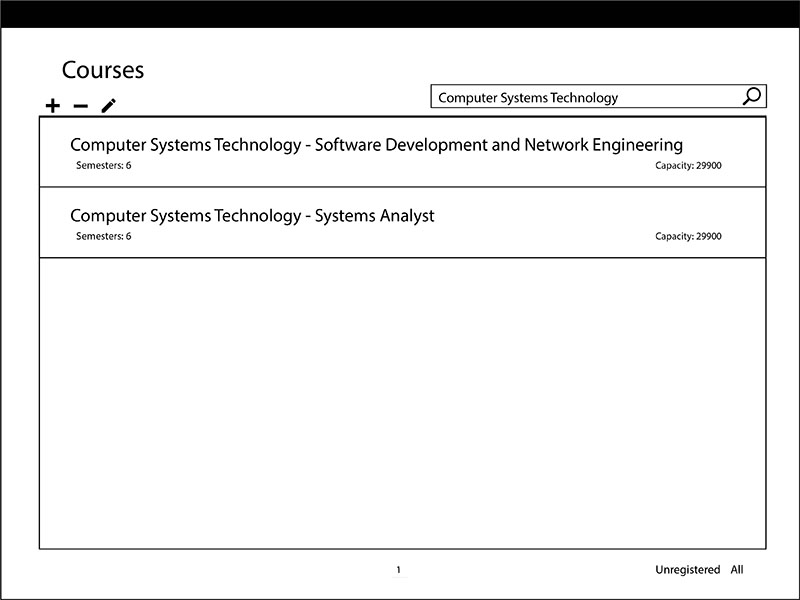 Courses
Computer Systems Technology
Computer Systems Technology - Software Development and Network Engineering
Semesters: 6 Capacity: 29900
Computer Systems Technology - Systems Analyst
Semesters: 6 Capacity: 29900
1 Unregistered All